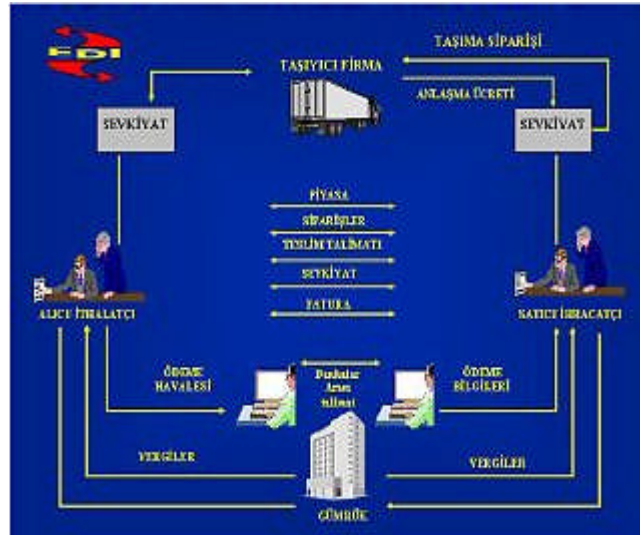 EDI
TAŞIMA SİPARİŞİ
TAŞIYICI FİRMA
ANLAŞMA ÜCRETİ
SEVKİYAT
SEVKİYAT
PİYASA
SİPARİŞLER
TESLİM TALİMATI
SEVKİYAT
FATURA
ALICI İTHALATÇI
SATICI İHRACATÇI
ÖDEME
HAVALESİ
Bankalar
Arası
talimat
ÖDEME
BİLGİLERİ
VERGİLER
VERGİLER
GÜMRÜK